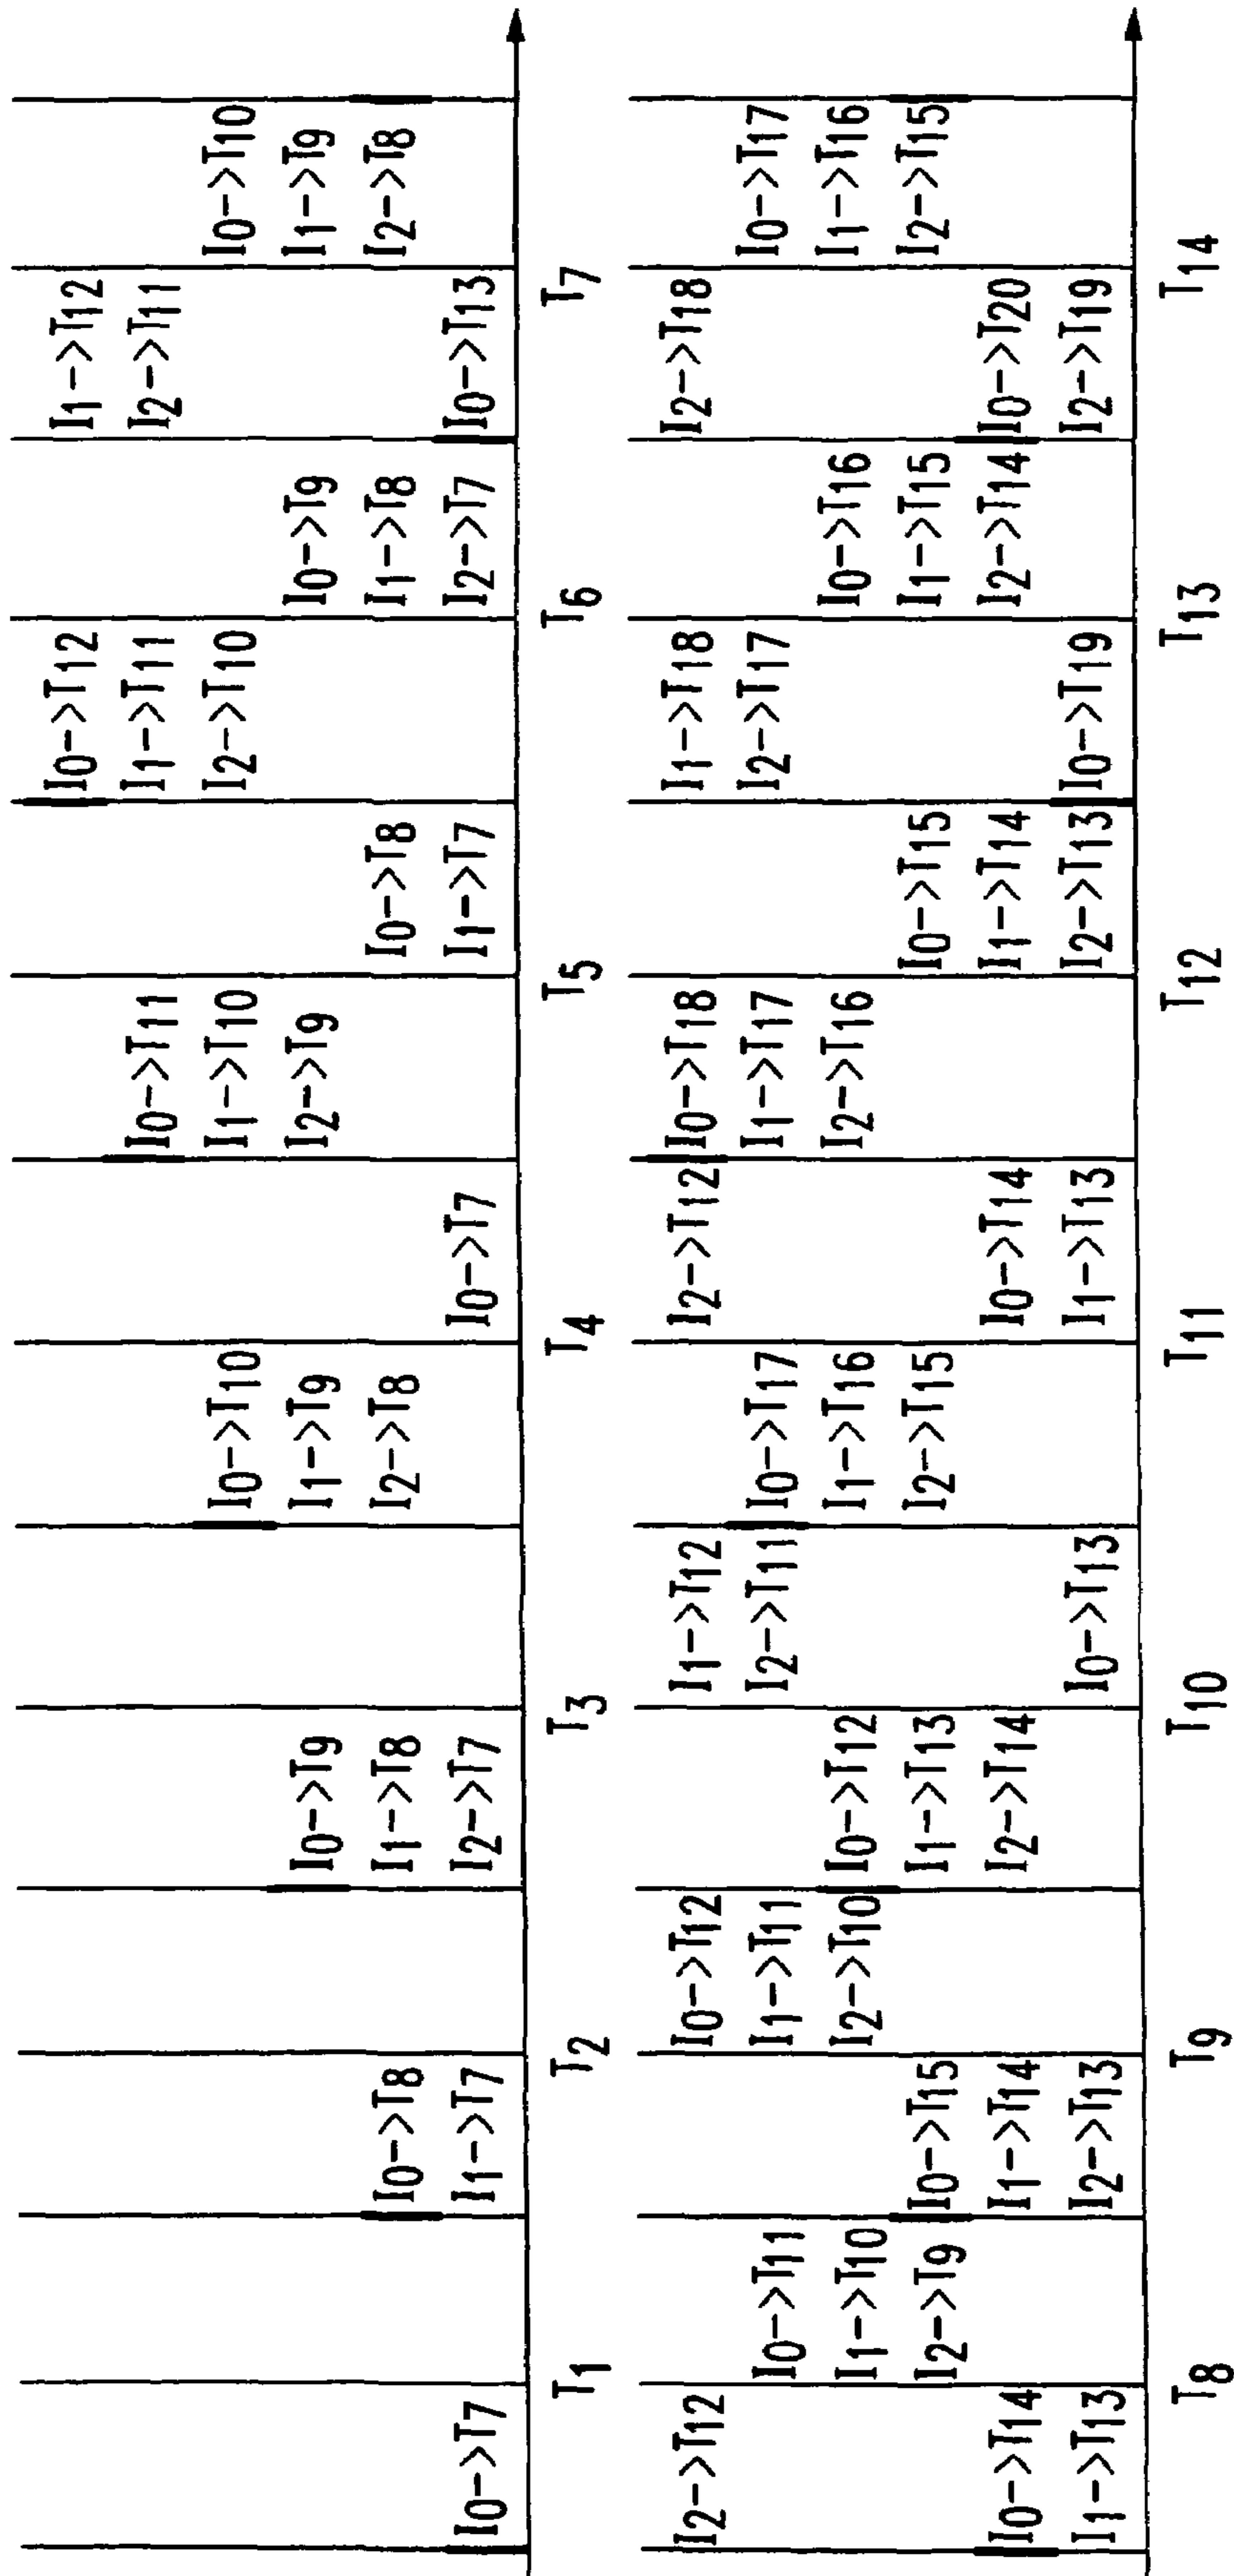 I0->T7
I0->T8
I1->T7
I0->T9
I1->T8
I2->T7
I0->T10
I1->T9
I2->T8
I0->T7
I0->T11
I1->T10
I2->T9
I0->T8
I1->T7
I0->T12
I1->T11
I2->T10
I0->T9
I1->T8
I2->T7
I1->T12
I2->T11
I0->T13
I0->T10
I1->T9
I2->T8
T1
T2
T3
T4
T5
T6
T7
I2->T12
I0->T14
I1->T13
I0->T11
I1->T10
I2->T9
I0->T15
I1->T14
I2->T13
I0->T12
I1->T11
I2->T10
I0->T12
I1->T13
I2->T14
I1->T12
I2->T11
I0->T13
I0->T17
I1->T16
I2->T15
I2->T12
I0->T14
I1->T13
I0->T18
I1->T17
I2->T16
I0->T15
I1->T14
I2->T13
I1->T18
I2->T17
I0->T19
I0->T16
I1->T15
I2->T14
I2->T18
I0->T20
I2->T19
I0->T17
I1->T16
I2->T15
T8
T9
T10
T11
T12
T13
T14